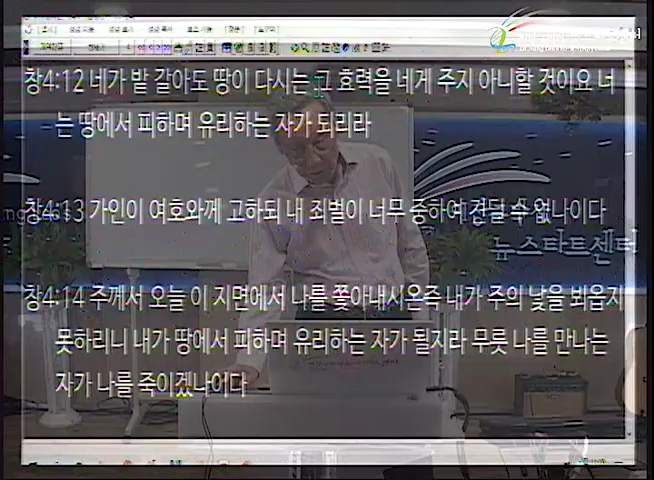 창4:12 네가 밭 갈아도 땅이 다시는 그 효력을 네게 주지 아니할 것이요 너
는 땅에서 피하며 유리하는 자가 되리라
창4:13 가인이 여호와께 고하되 내 죄벌이 너무 중하여 견딜 수 없나이다
뉴스타트센터
창4:14 주께서 오늘 이 지면에서 나를 쫓아내시온즉 내가 주의 낯을 뵈옵지
못하리니 내가 땅에서 피하며 유리하는 자가 될지라 무릇 나를 만나는
자가 나를 죽이겠나이다